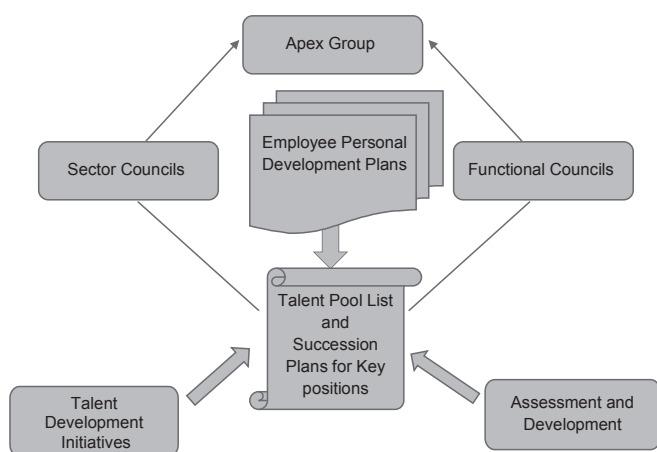 Apex Group
Employee Personal
Development Plans
Sector Councils
Functional Councils
Talent Pool List
and
Succession
Plans for Key
positions
Talent
Development
Initiatives
Assessment and
Development